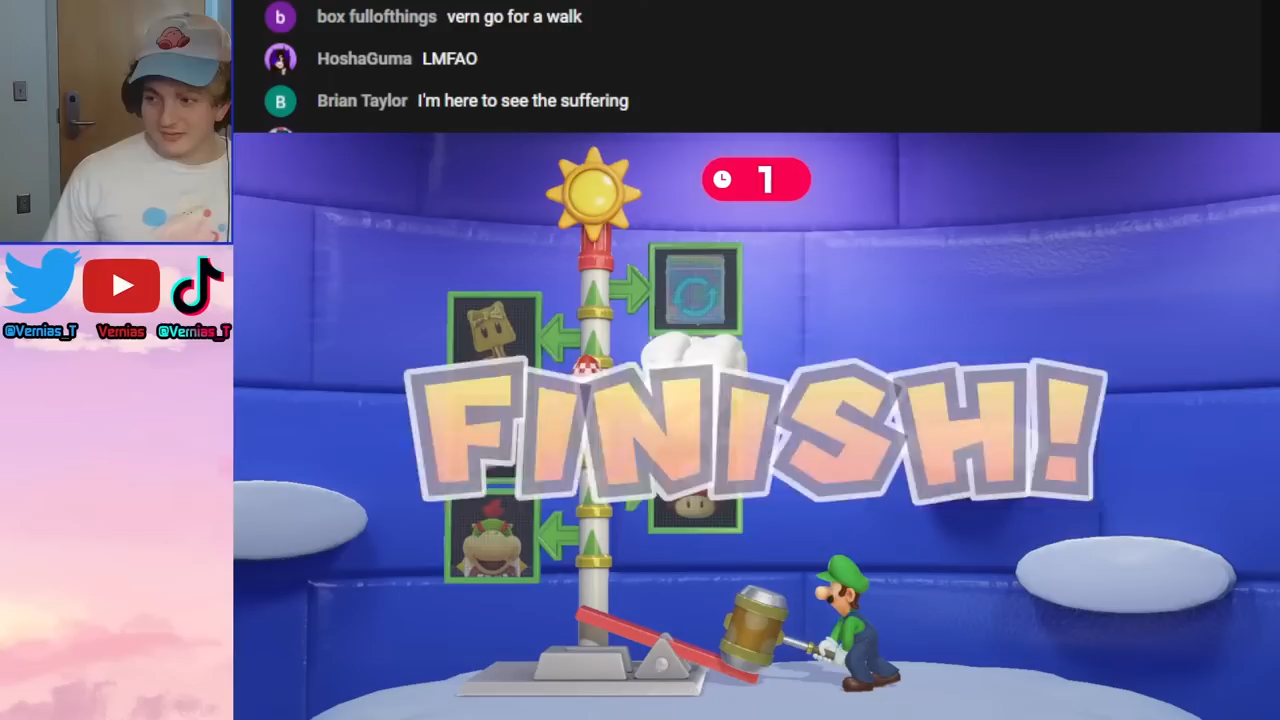 b box fullofthings vern go for a walk
HoshaGuma LMFAO
B Brian Taylor I'm here to see the suffering
1
FINISH!
@Vernias_T Vernias @Vernias_T